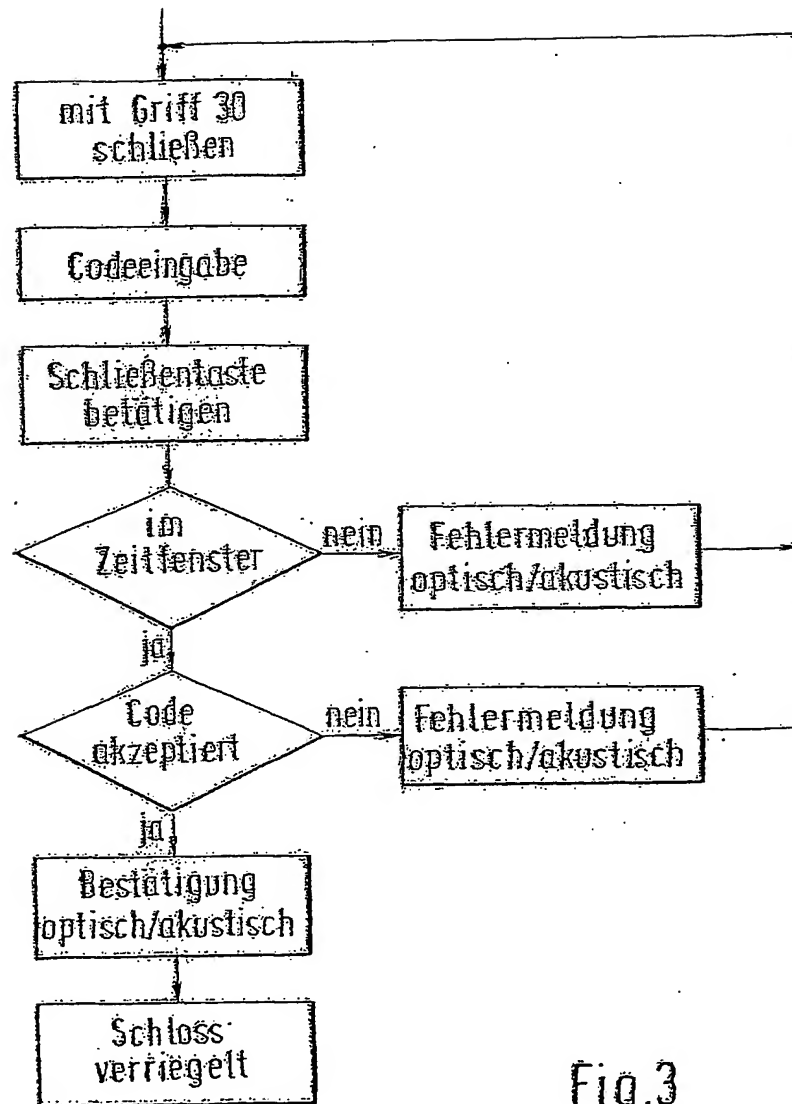 mit Griff 30
schließen
Codeeingabe
Schließentaste
betätigen
im
Zeitfenster
nein
Fehlermeldung
optisch/akustisch
ja
Code
akzeptiert
nein
Fehlermeldung
optisch/akustisch
ja
Bestätigung
optisch/akustisch
Schloss
verriegelt
Fig.3